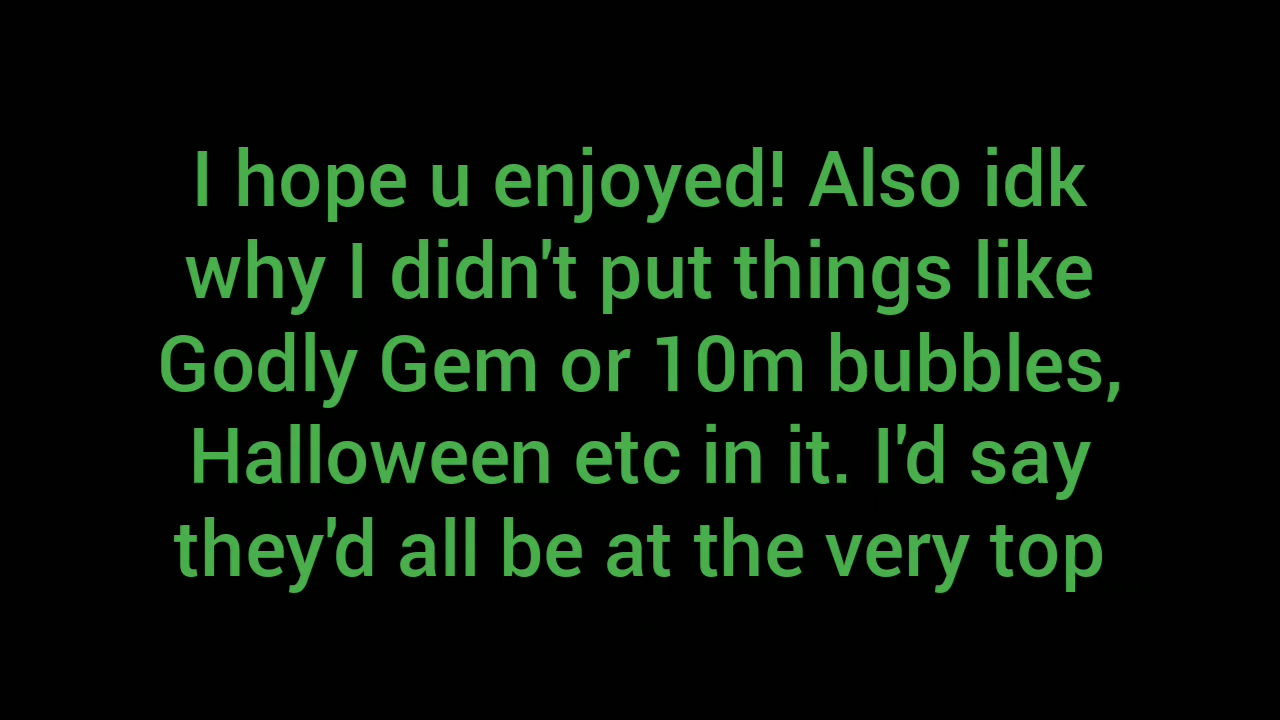 I hope u enjoyed! Also idk
why I didn't put things like
Godly Gem or 10m bubbles,
Halloween etc in it. I'd say
they'd all be at the very top